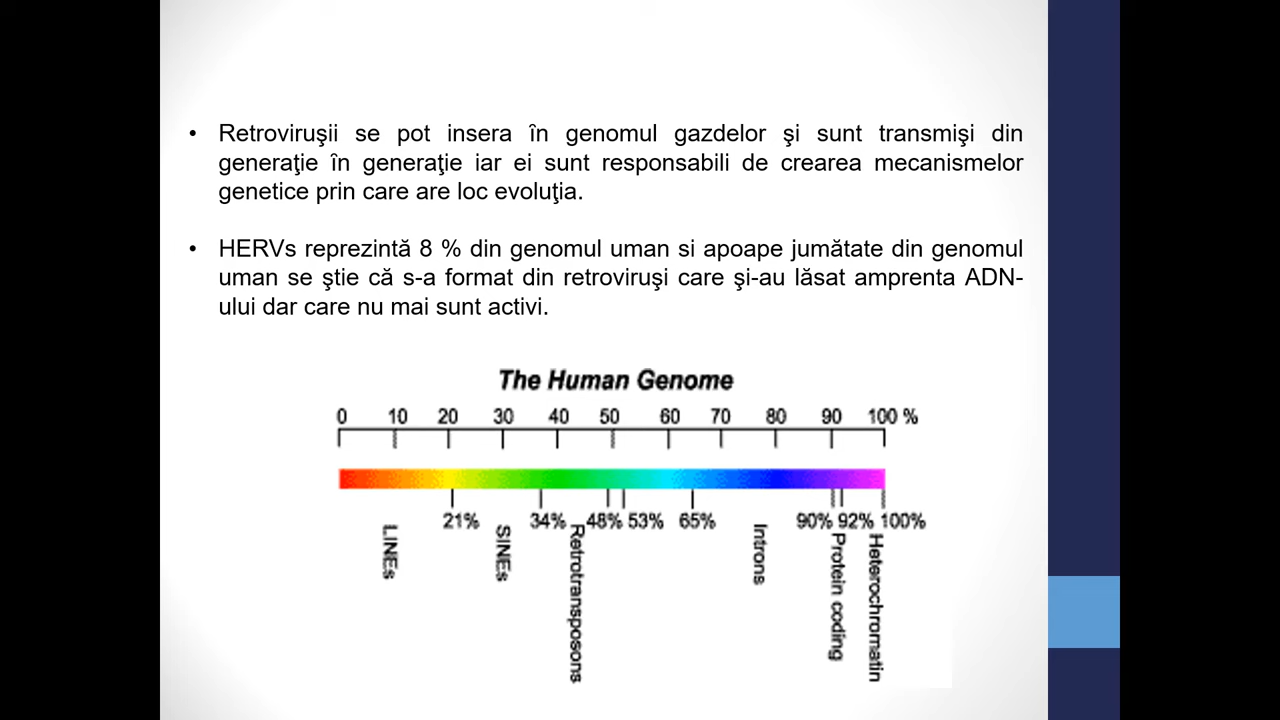 • Retroviruşii se pot insera în genomul gazdelor şi sunt transmişi din
generaţie în generaţie iar ei sunt responsabili de crearea mecanismelor
genetice prin care are loc evoluţia.
• HERVs reprezintă 8 % din genomul uman si apoape jumătate din genomul
uman se ştie că s-a format din retroviruşi care şi-au lăsat amprenta ADN-
ului dar care nu mai sunt activi.
The Human Genome
0 10 20 30 40 50 60 70 80 90 100 %
21% 34% 48% 53% 65% 90% 92% 100%
LINEs
SINEs
Retrotransposons
Introns
Protein coding
Heterochromatin